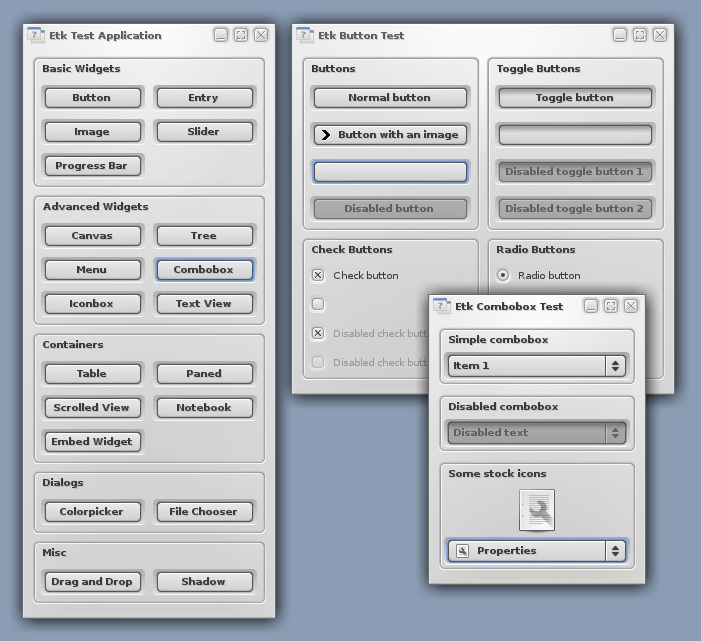 Etk Test Application
Basic Widgets
Button
Entry
Image
Slider
Progress Bar
Advanced Widgets
Canvas
Tree
Menu
Combobox
Iconbox
Text View
Containers
Table
Paned
Scrolled View
Notebook
Embed Widget
Dialogs
Colorpicker
File Chooser
Misc
Drag and Drop
Shadow
Etk Button Test
Buttons
Normal button
Button with an image
Disabled button
Toggle Buttons
Toggle button
Disabled toggle button 1
Disabled toggle button 2
Check Buttons
Check button
Disabled check butt
Disabled check butt
Radio Buttons
Radio button
Etk Combobox Test
Simple combobox
Item 1
Disabled combobox
Disabled text
Some stock icons
Properties